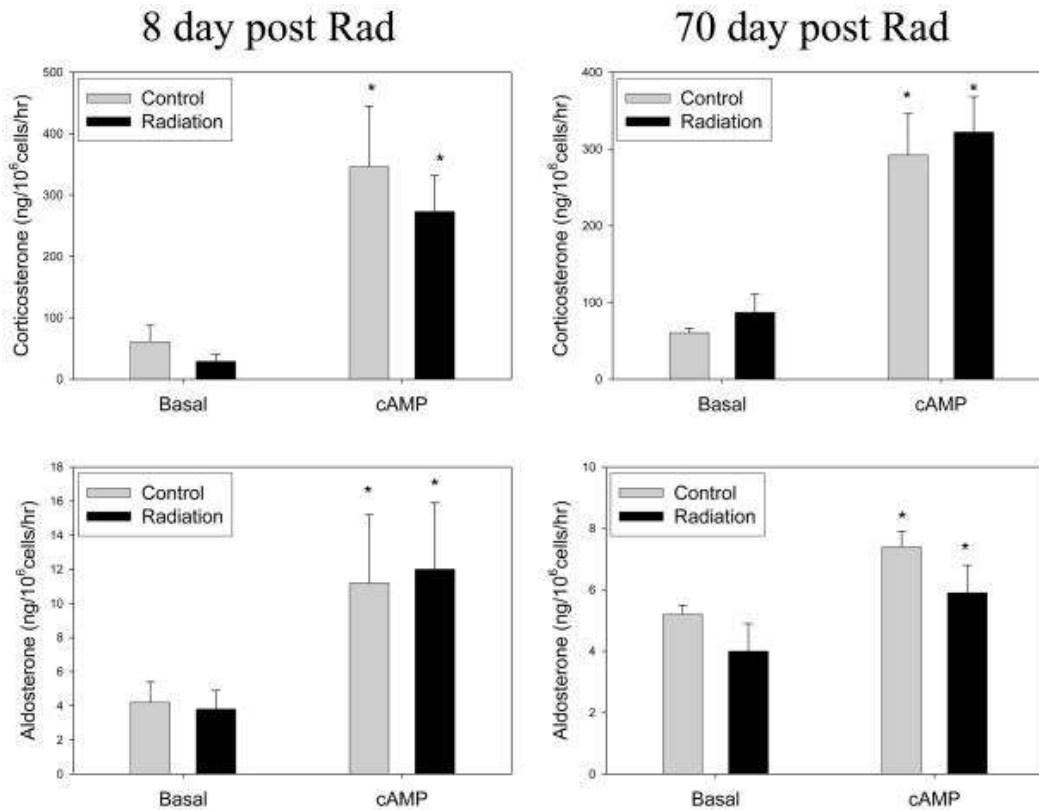 8 day post Rad
70 day post Rad
Corticosterone (ng/10⁶cells/hr)
500
400
300
200
100
0
Control
Radiation
*
*
Basal
cAMP
Corticosterone (ng/10⁶cells/hr)
400
300
200
100
0
Control
Radiation
*
*
Basal
cAMP
Aldosterone (ng/10⁶cells/hr)
18
16
14
12
10
8
6
4
2
0
Control
Radiation
*
*
Basal
cAMP
Aldosterone (ng/10⁶cells/hr)
10
8
6
4
2
0
Control
Radiation
*
*
Basal
cAMP